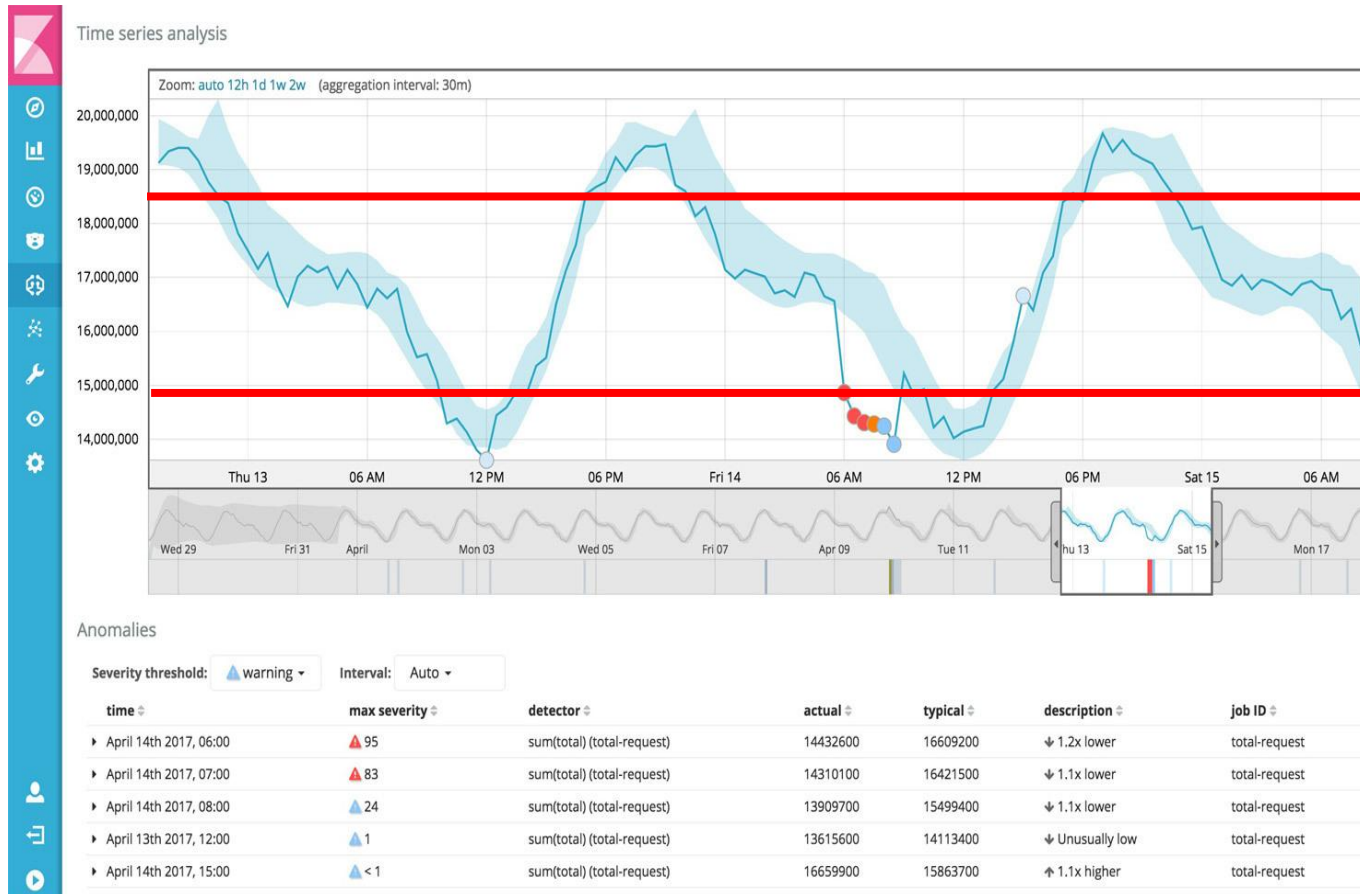 Time series analysis
Zoom: auto 12h 1d 1w 2w (aggregation interval: 30m)
20,000,000
19,000,000
18,000,000
17,000,000
16,000,000
15,000,000
14,000,000
Thu 13 06 AM 12 PM 06 PM Fri 14 06 AM 12 PM 06 PM Sat 15 06 AM
Wed 29 Fri 31 April Mon 03 Wed 05 Fri 07 Apr 09 Tue 11 hu 13 Sat 15 Mon 17
Anomalies
Severity threshold: warning Interval: Auto
time max severity detector actual typical description job ID
April 14th 2017, 06:00 95 sum(total) (total-request) 14432600 16609200 1.2x lower total-request
April 14th 2017, 07:00 83 sum(total) (total-request) 14310100 16421500 1.1x lower total-request
April 14th 2017, 08:00 24 sum(total) (total-request) 13909700 15499400 1.1x lower total-request
April 13th 2017, 12:00 1 sum(total) (total-request) 13615600 14113400 Unusually low total-request
April 14th 2017, 15:00 < 1 sum(total) (total-request) 16659900 15863700 1.1x higher total-request